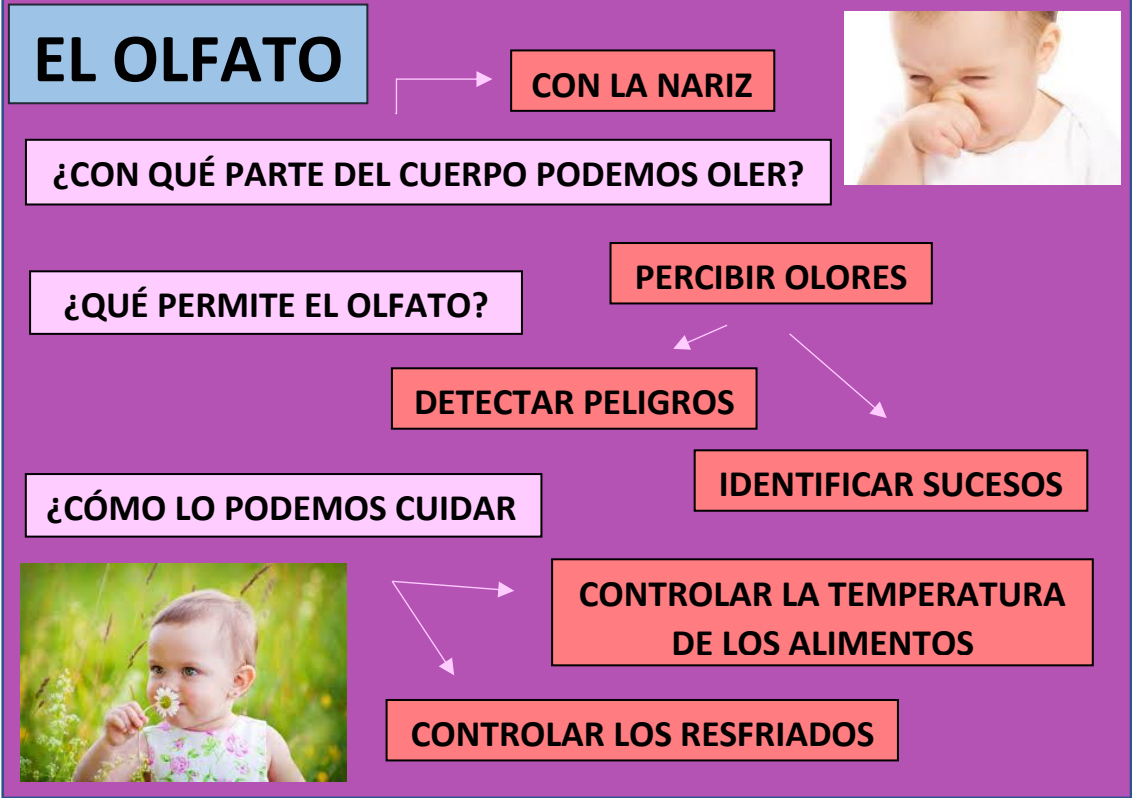 EL OLFATO
CON LA NARIZ
¿CON QUÉ PARTE DEL CUERPO PODEMOS OLER?
PERCIBIR OLORES
¿QUÉ PERMITE EL OLFATO?
DETECTAR PELIGROS
IDENTIFICAR SUCESOS
¿CÓMO LO PODEMOS CUIDAR
CONTROLAR LA TEMPERATURA
DE LOS ALIMENTOS
CONTROLAR LOS RESFRIADOS